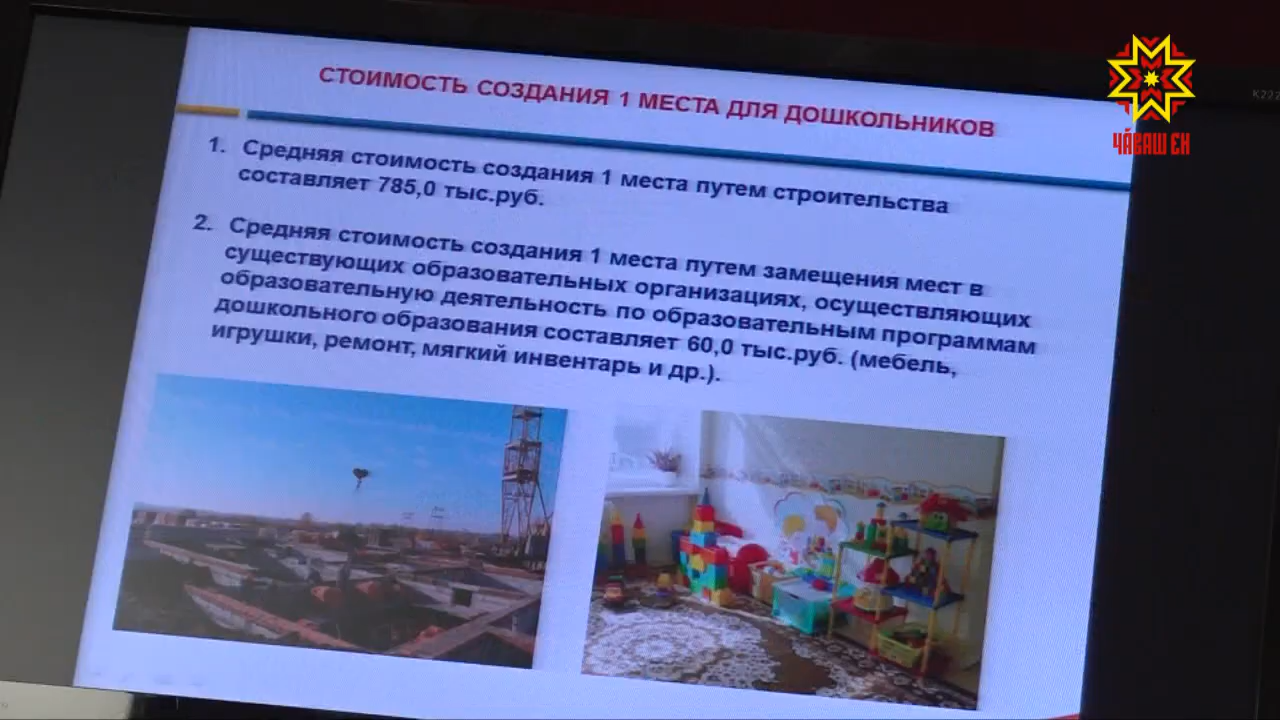 СТОИМОСТЬ СОЗДАНИЯ 1 МЕСТА ДЛЯ ДОШКОЛЬНИКОВ
ЧӐВАШ ЕН
1. Средняя стоимость создания 1 места путем строительства
составляет 785,0 тыс.руб.
2. Средняя стоимость создания 1 места путем замещения мест в
существующих образовательных организациях, осуществляющих
образовательную деятельность по образовательным программам
дошкольного образования составляет 60,0 тыс.руб. (мебель,
игрушки, ремонт, мягкий инвентарь и др.).